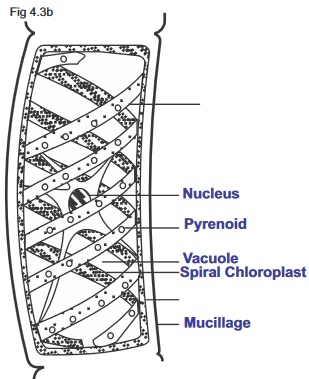 Fig 4.3b
Nucleus
Pyrenoid
Vacuole
Spiral Chloroplast
Mucillage